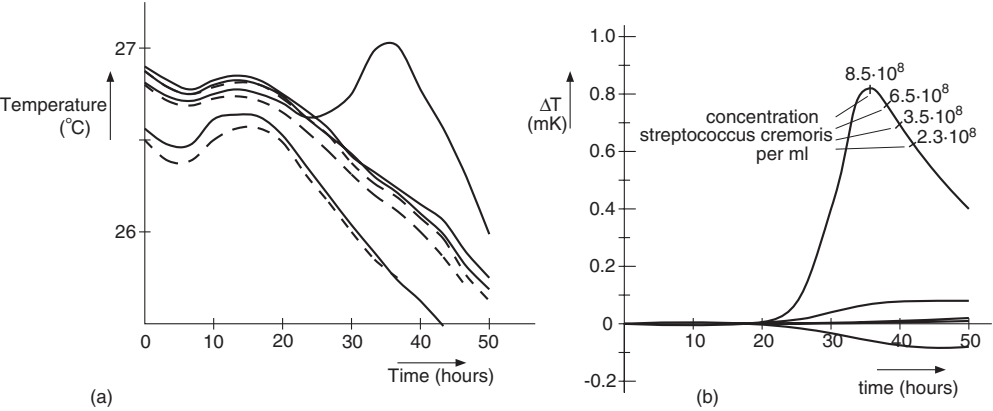 27
Temperature
(°C)
26
0 10 20 30 40 50
Time (hours)
(a)
1.0
ΔT
(mK)
0.8
0.6
0.4
0.2
0
-0.2
8.5·10⁸
6.5·10⁸
concentration
3.5·10⁸
streptococcus cremoris
2.3·10⁸
per ml
10 20 30 40 50
time (hours)
(b)